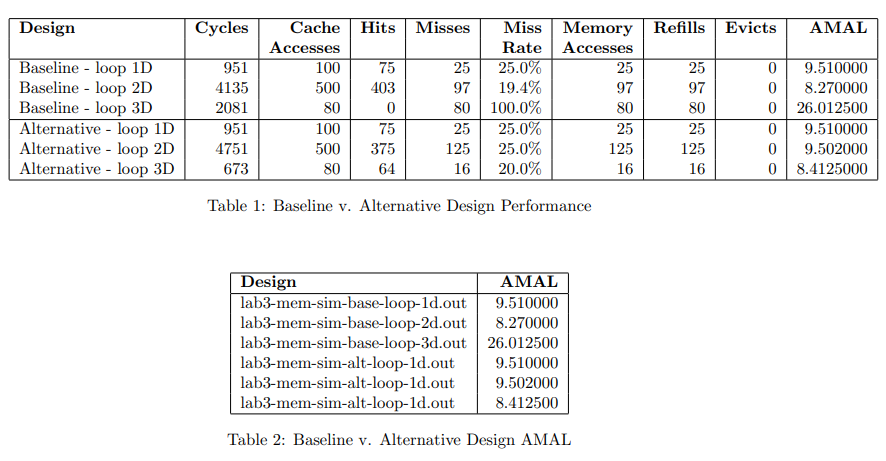 Design Cycles Cache Hits Misses Miss Memory Refills Evicts AMAL
Accesses Rate Accesses
Baseline - loop 1D 951 100 75 25 25.0% 25 25 0 9.510000
Baseline - loop 2D 4135 500 403 97 19.4% 97 97 0 8.270000
Baseline - loop 3D 2081 80 0 80 100.0% 80 80 0 26.012500
Alternative - loop 1D 951 100 75 25 25.0% 25 25 0 9.510000
Alternative - loop 2D 4751 500 375 125 25.0% 125 125 0 9.502000
Alternative - loop 3D 673 80 64 16 20.0% 16 16 0 8.4125000
Table 1: Baseline v. Alternative Design Performance
Design AMAL
lab3-mem-sim-base-loop-1d.out 9.510000
lab3-mem-sim-base-loop-2d.out 8.270000
lab3-mem-sim-base-loop-3d.out 26.012500
lab3-mem-sim-alt-loop-1d.out 9.510000
lab3-mem-sim-alt-loop-1d.out 9.502000
lab3-mem-sim-alt-loop-1d.out 8.412500
Table 2: Baseline v. Alternative Design AMAL